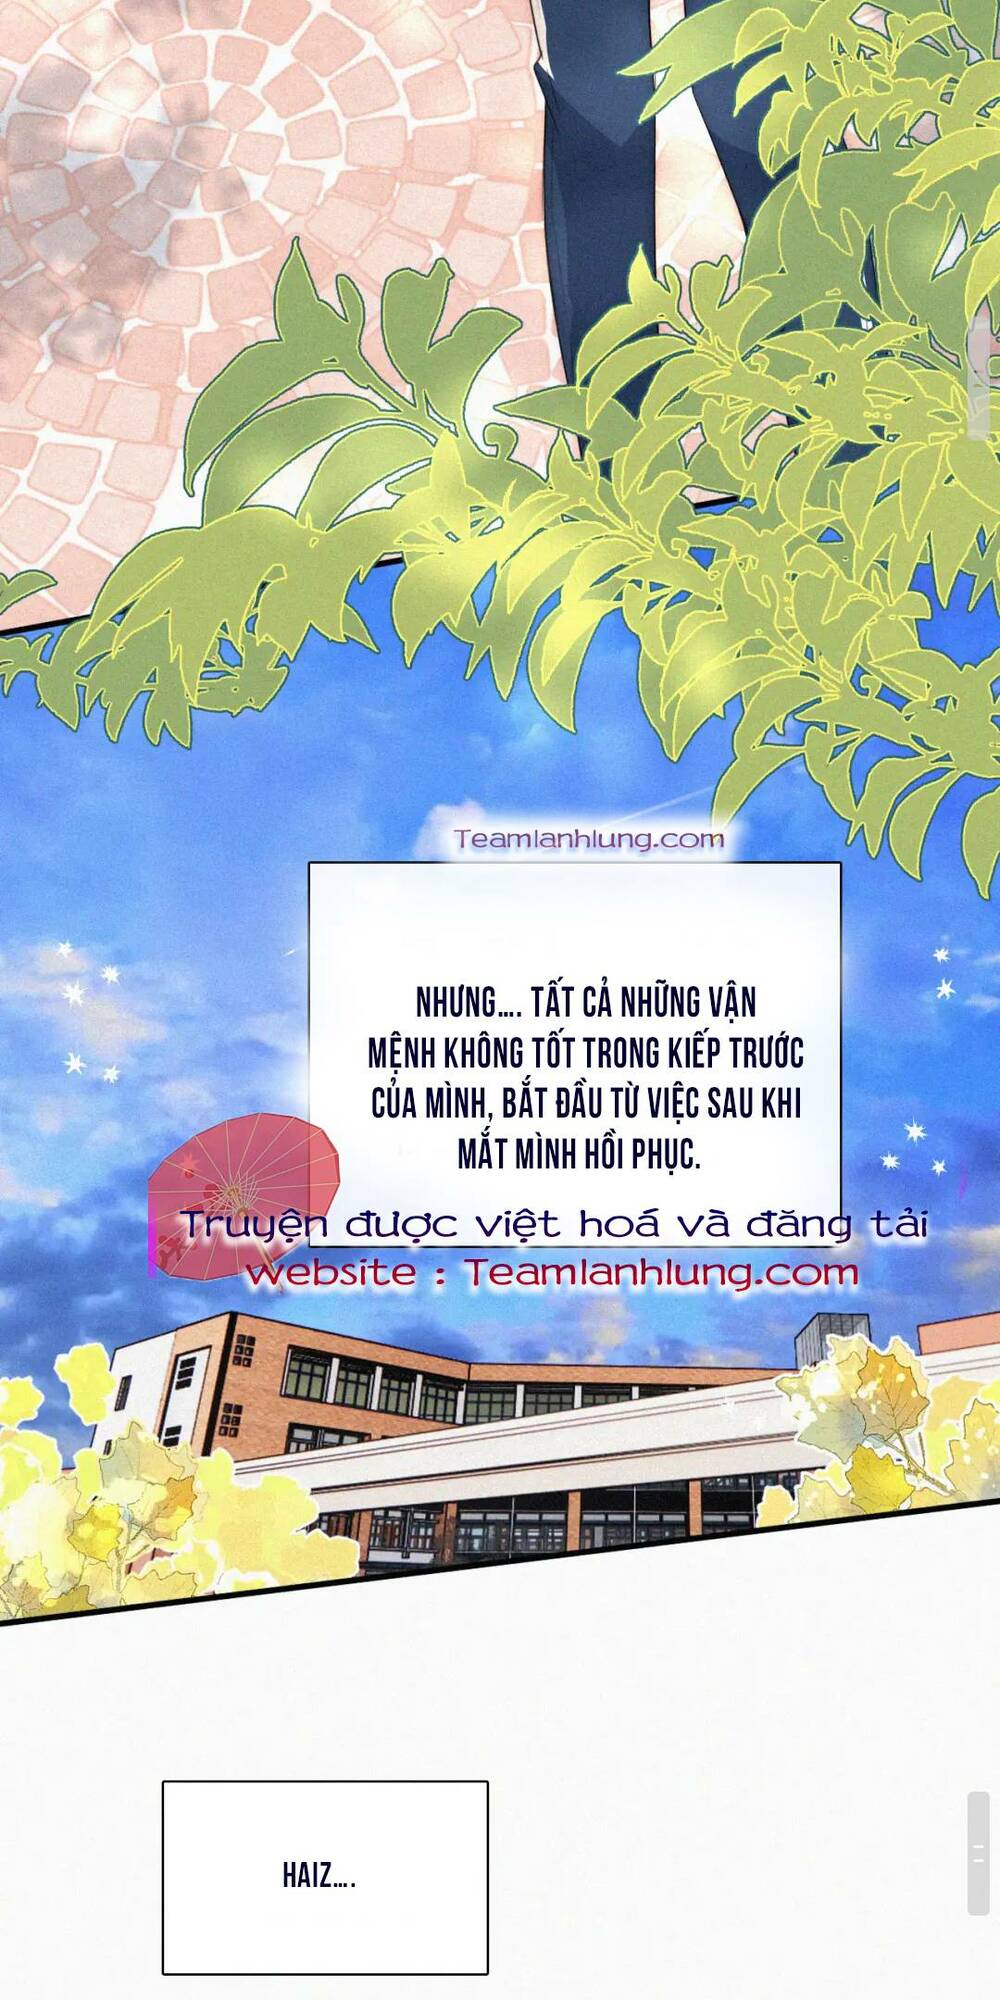 Teamlanhlung.com
NHƯNG.... TẤT CẢ NHỮNG VẬN
MỆNH KHÔNG TỐT TRONG KIẾP TRƯỚC
CỦA MÌNH, BẮT ĐẦU TỪ VIỆC SAU KHI
MẮT MÌNH HỒI PHỤC.
Truyện được việt hoá và đăng tải
website : Teamlanhlung.com
HAIZ....